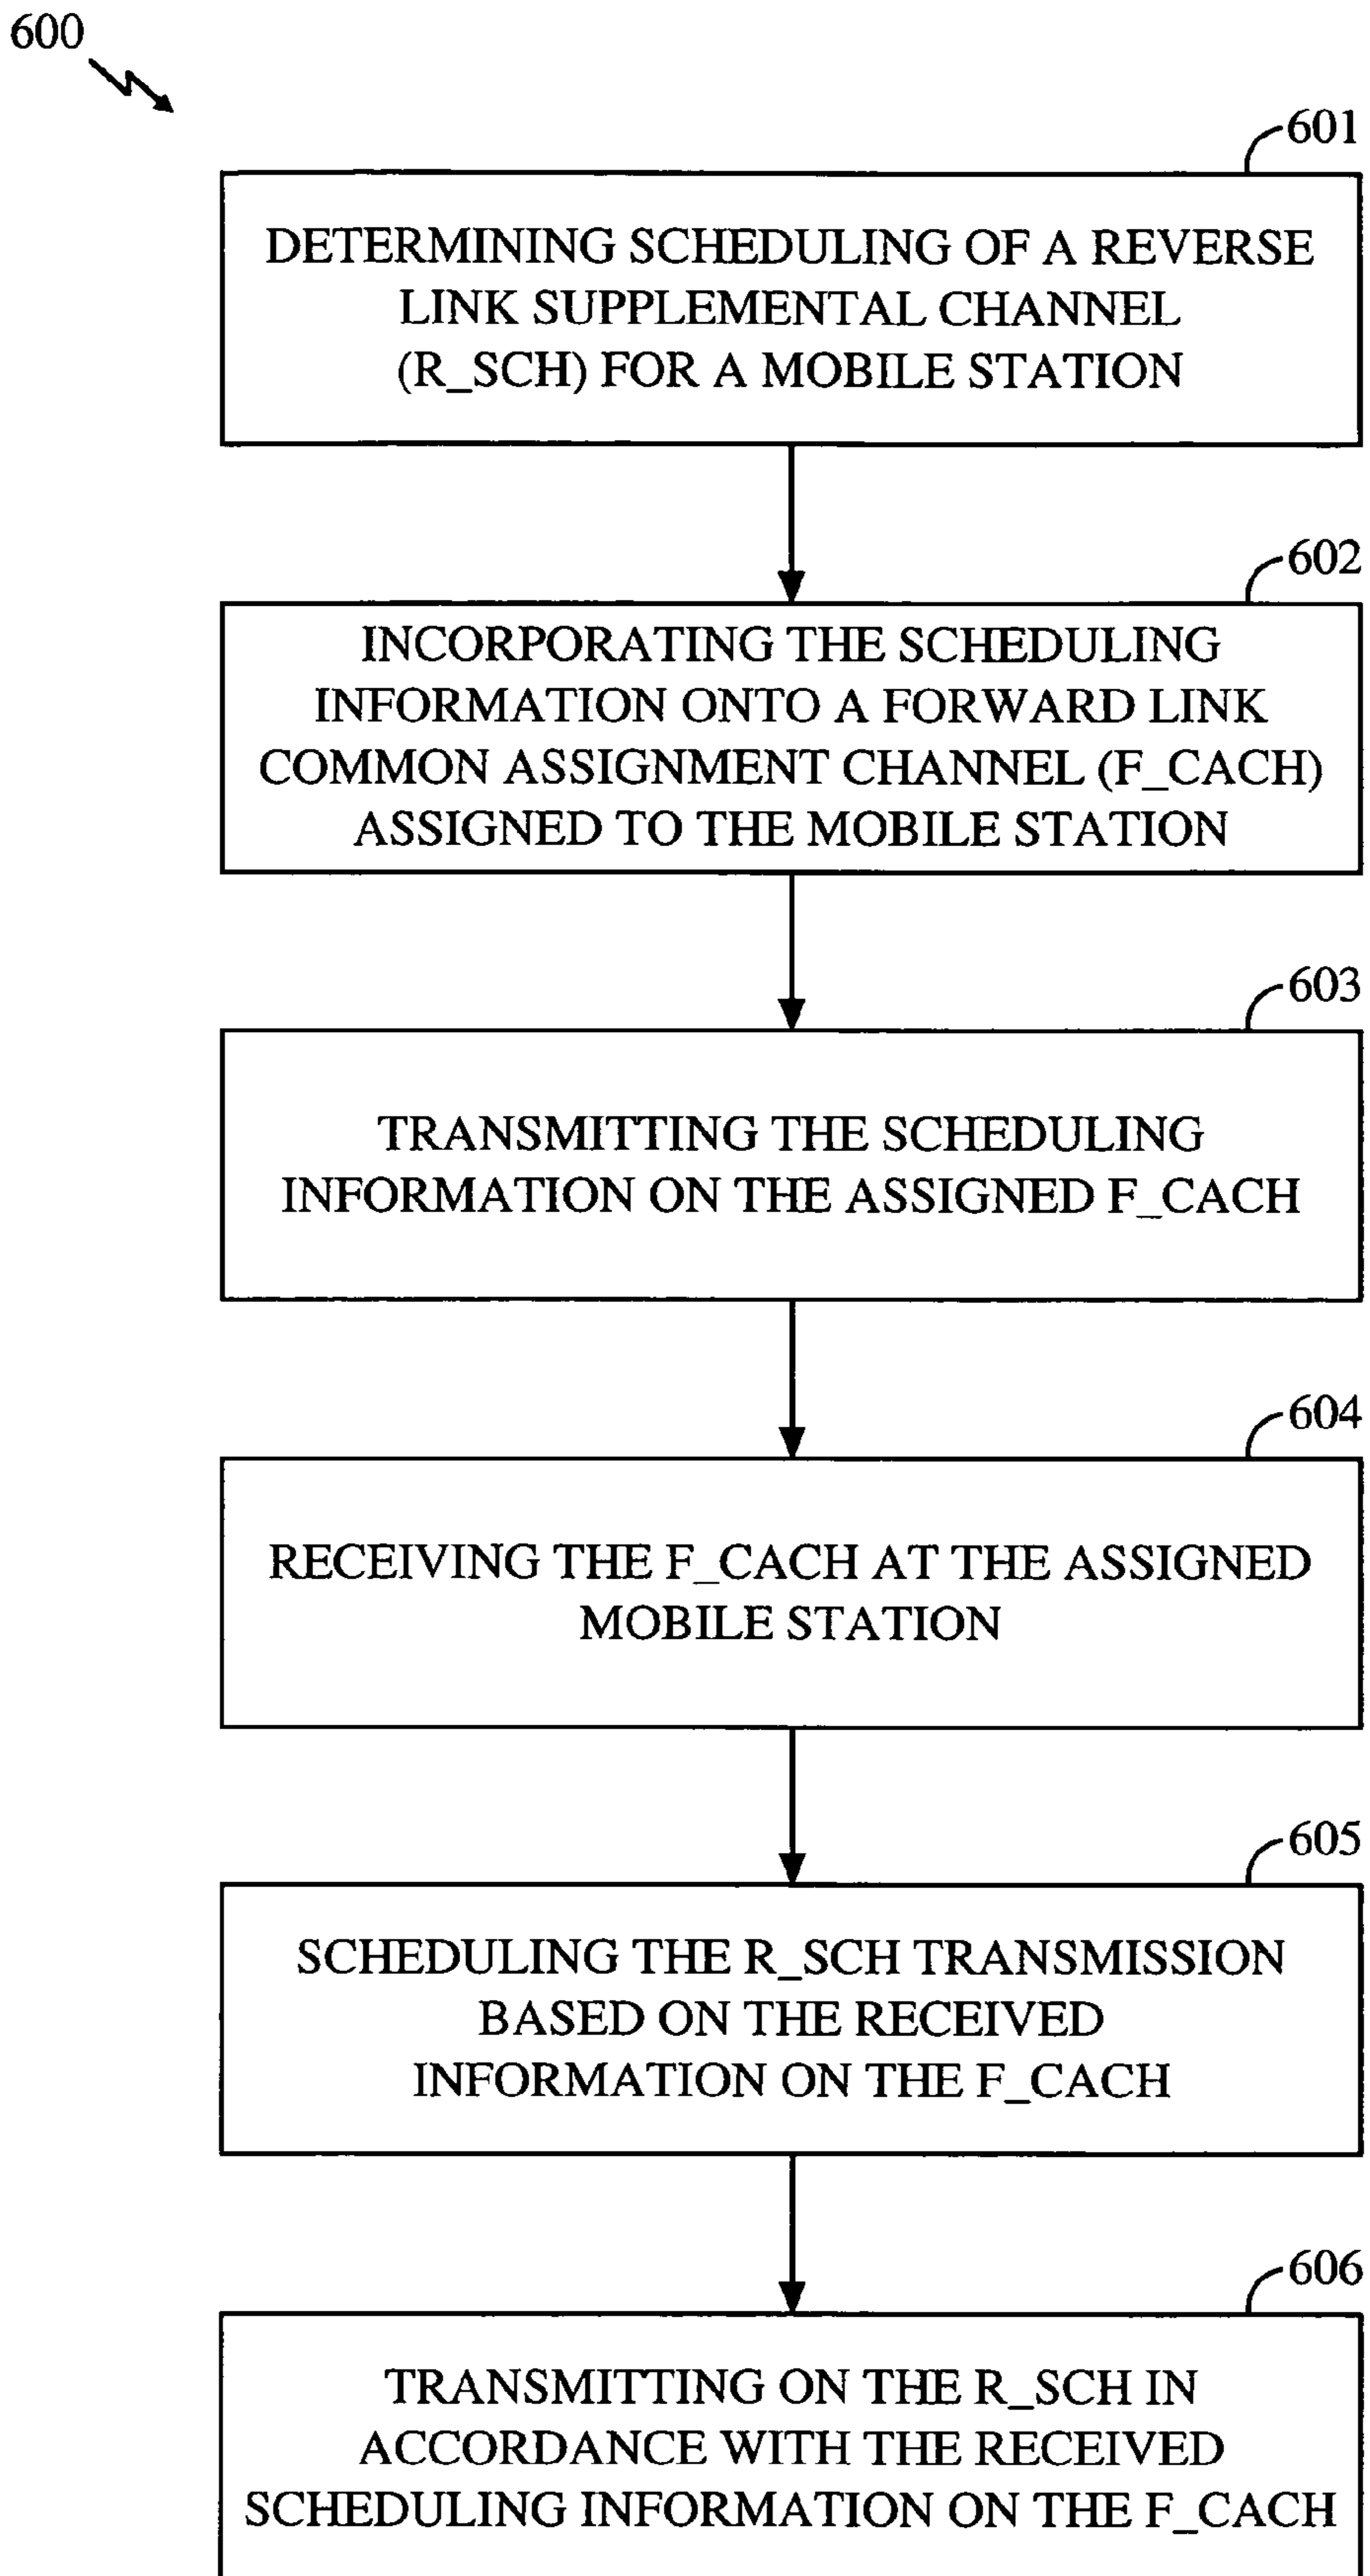 600
601
DETERMINING SCHEDULING OF A REVERSE
LINK SUPPLEMENTAL CHANNEL
(R_SCH) FOR A MOBILE STATION
602
INCORPORATING THE SCHEDULING
INFORMATION ONTO A FORWARD LINK
COMMON ASSIGNMENT CHANNEL (F_CACH)
ASSIGNED TO THE MOBILE STATION
603
TRANSMITTING THE SCHEDULING
INFORMATION ON THE ASSIGNED F_CACH
604
RECEIVING THE F_CACH AT THE ASSIGNED
MOBILE STATION
605
SCHEDULING THE R_SCH TRANSMISSION
BASED ON THE RECEIVED
INFORMATION ON THE F_CACH
606
TRANSMITTING ON THE R_SCH IN
ACCORDANCE WITH THE RECEIVED
SCHEDULING INFORMATION ON THE F_CACH